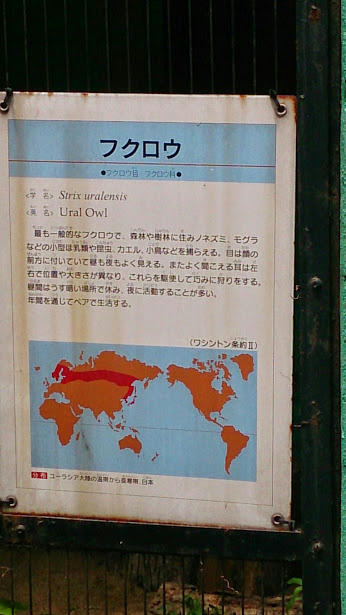 フクロウ
●フクロウ目 フクロウ科●
〈学 名〉 Strix uralensis
〈英 名〉 Ural Owl
最も一般的なフクロウで、森林や樹林に住みノネズミ、モグラ
などの小型ほ乳類や昆虫、カエル、小鳥などを捕らえる。目は顔の
前方に付いていて昼も夜もよく見える。またよく聞こえる耳は左
右で位置や大きさが異なり、これらを駆使して巧みに狩りをする。
昼間はうす暗い場所で休み、夜に活動することが多い。
年間を通じてペアで生活する。
(ワシントン条約Ⅱ)
分布 ユーラシア大陸の温帯から亜寒帯、日本